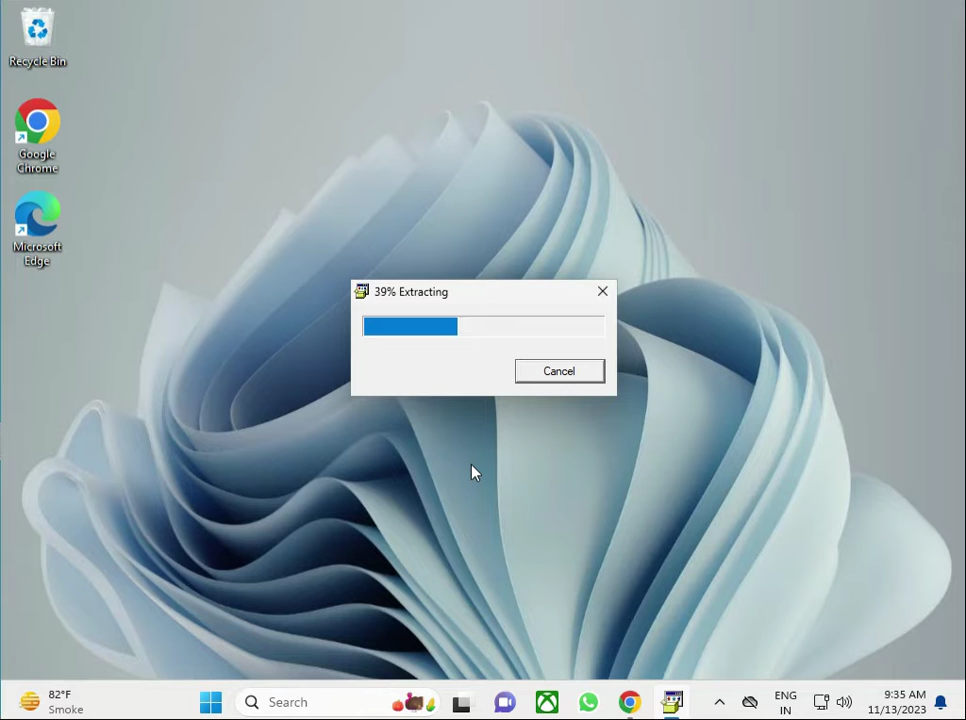 Recycle Bin
Google
Chrome
Microsoft
Edge
39% Extracting
Cancel
82°F
Smoke
Search
ENG
IN
9:35 AM
11/13/2023